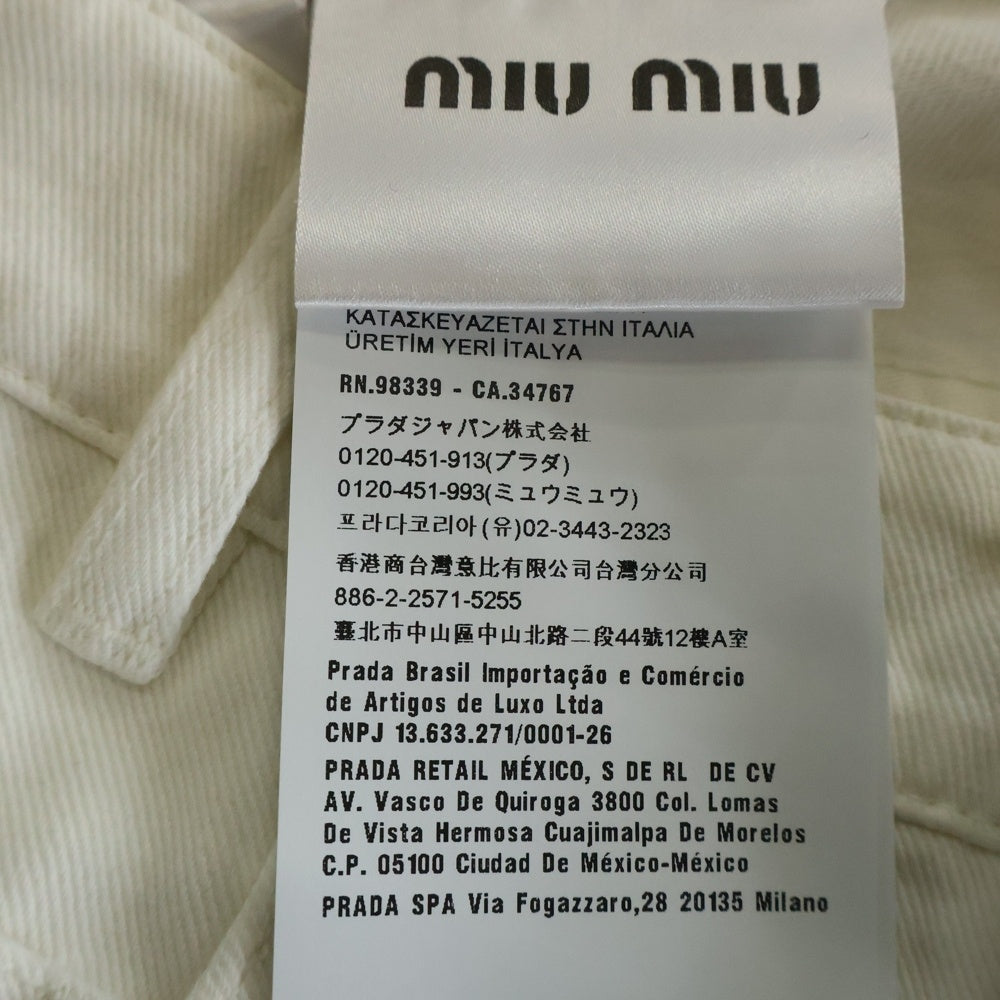 miu miu
ΚΑΤΑΣΚΕΥΑΖΕΤΑΙ ΣΤΗΝ ΙΤΑΛΙΑ
ÜRETİM YERİ İTALYA
RN.98339 - CA.34767
プラダジャパン株式会社
0120-451-913(プラダ)
0120-451-993(ミュウミュウ)
프라다코리아(유)02-3443-2323
香港商台灣意比有限公司台灣分公司
886-2-2571-5255
臺北市中山區中山北路二段44號12樓A室
Prada Brasil Importação e Comércio
de Artigos de Luxo Ltda
CNPJ 13.633.271/0001-26
PRADA RETAIL MÉXICO, S DE RL DE CV
AV. Vasco De Quiroga 3800 Col. Lomas
De Vista Hermosa Cuajimalpa De Morelos
C.P. 05100 Ciudad De México-México
PRADA SPA Via Fogazzaro,28 20135 Milano